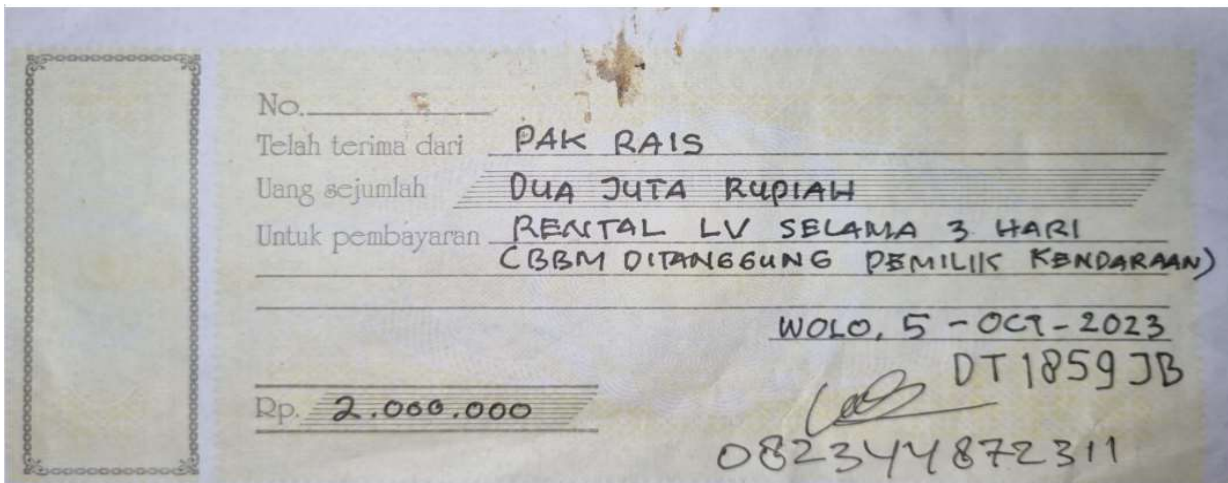 No.
Telah terima dari PAK RAIS
Uang sejumlah DUA JUTA RUPIAH
Untuk pembayaran RENTAL LV SELAMA 3 HARI
(BBM DITANGGUNG PEMILIK KENDARAAN)
WOLO, 5 - OCT - 2023
DT 1859 JB
Rp. 2.000.000
082344872311